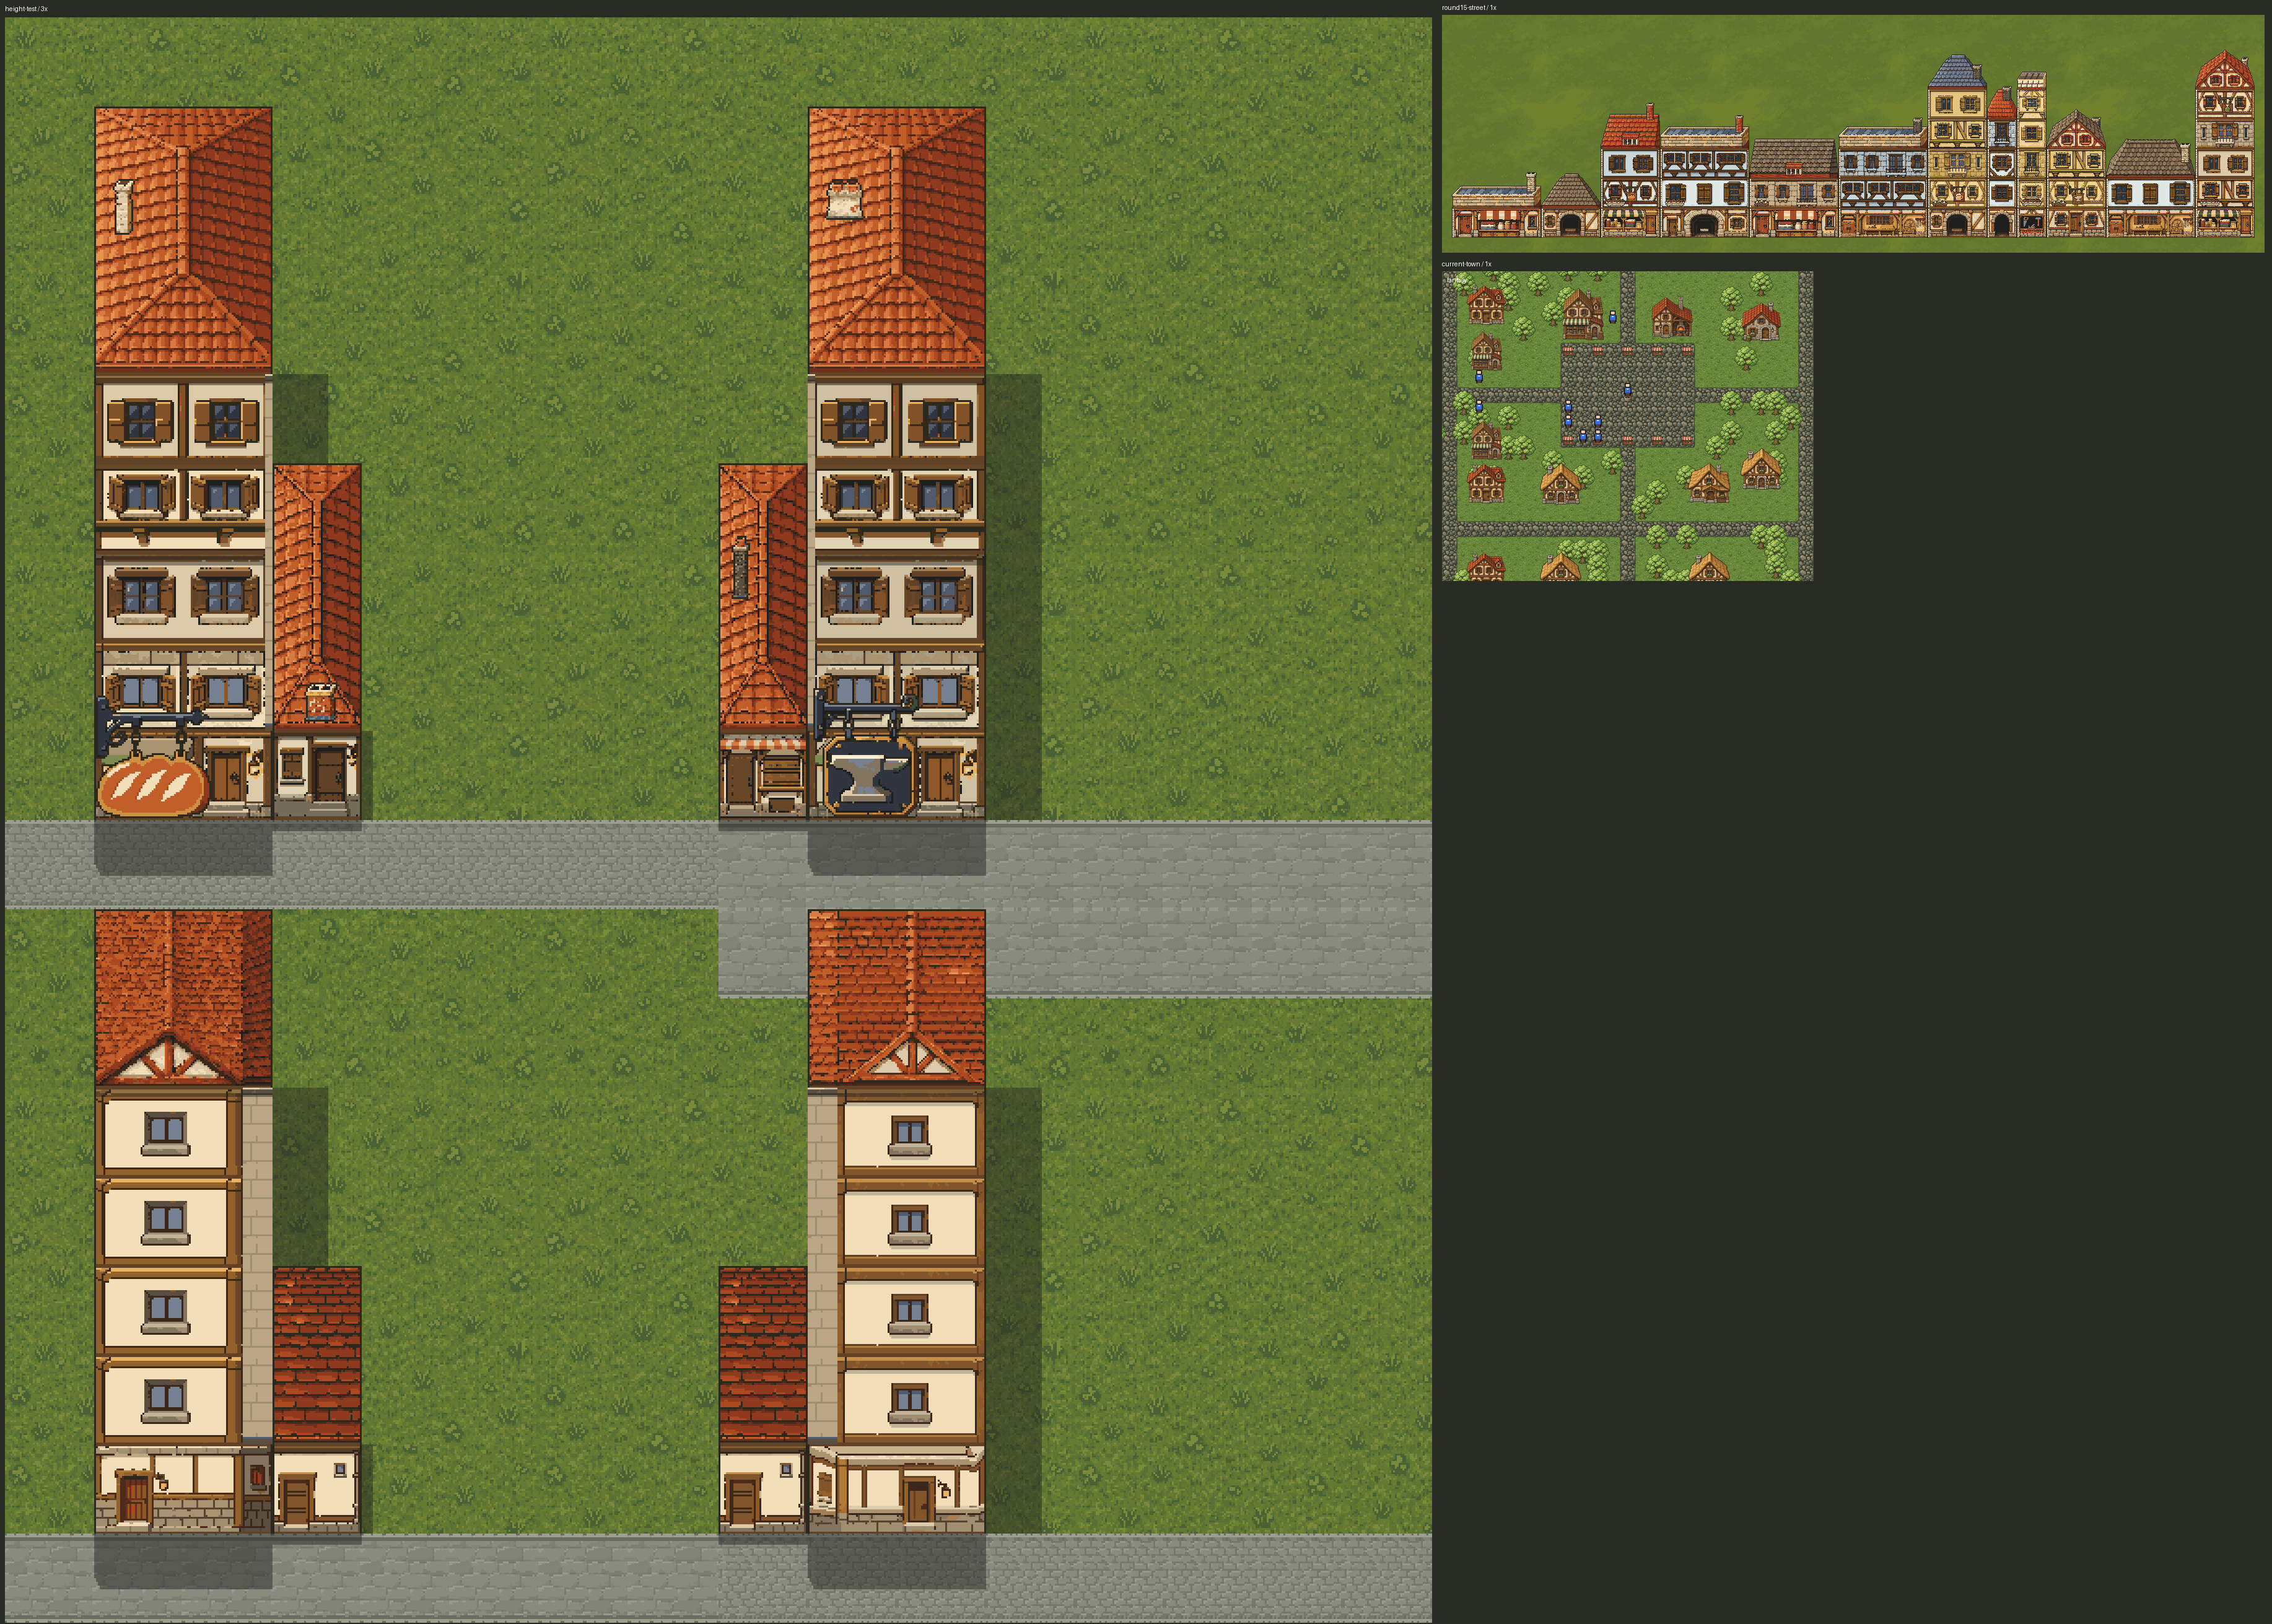 height-test / 3x
round15-street / 1x
current-town / 1x